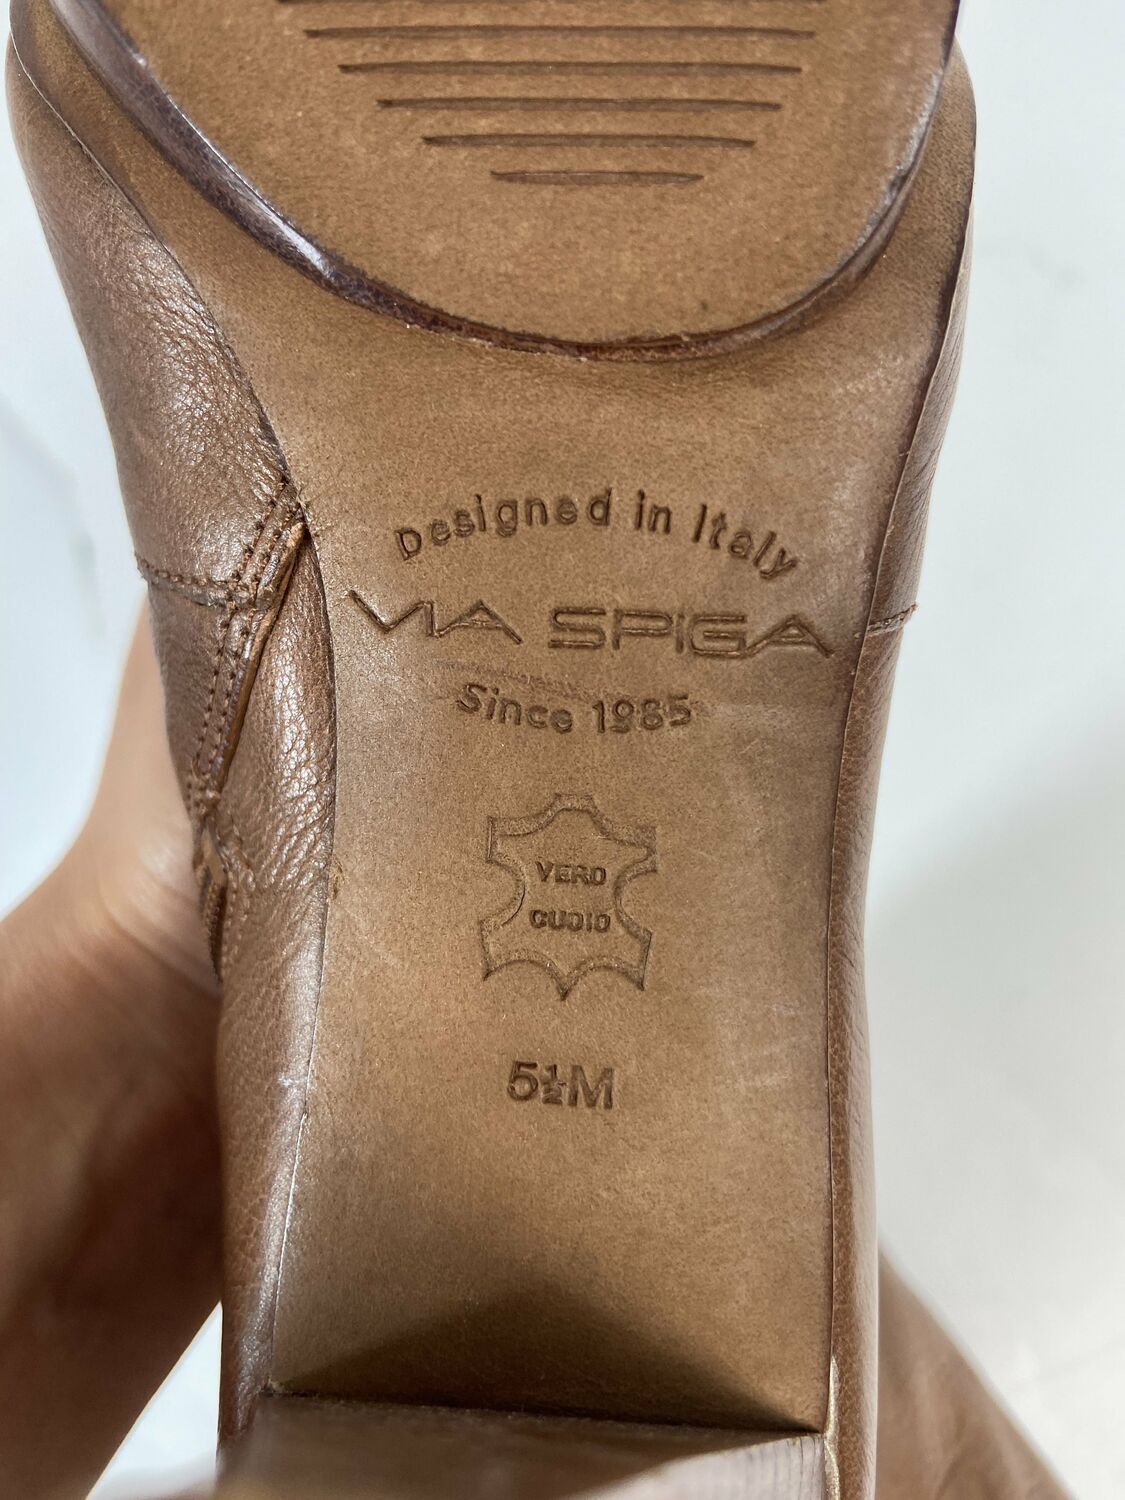 Designed in Italy
VIA SPIGA
Since 1985
VERO
CUOIO
5½M